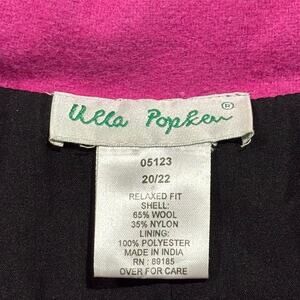 Ulla Popken ®
05123
20/22
RELAXED FIT
SHELL:
65% WOOL
35% NYLON
LINING:
100% POLYESTER
MADE IN INDIA
RN : 89185
OVER FOR CARE